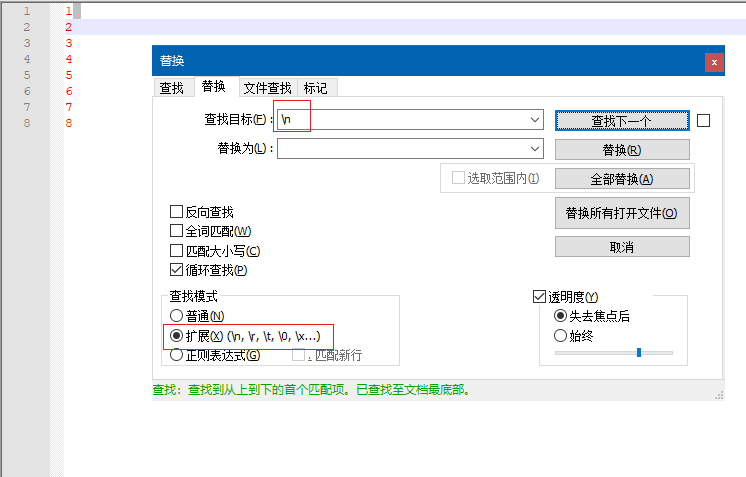 1 1
2 2
3 3
4 4
5 5
6 6
7 7
8 8
替换 x
查找 替换 文件查找 标记
查找目标(F): \n 查找下一个
替换为(L): 替换(R)
选取范围内(I) 全部替换(A)
替换所有打开文件(O)
反向查找
全词匹配(W)
取消
匹配大小写(C)
循环查找(P)
查找模式 透明度(Y)
普通(N) 失去焦点后
扩展(X) (\n, \r, \t, \0, \x...) 始终
正则表达式(G) . 匹配新行
查找: 查找到从上到下的首个匹配项。已查找至文档最底部。